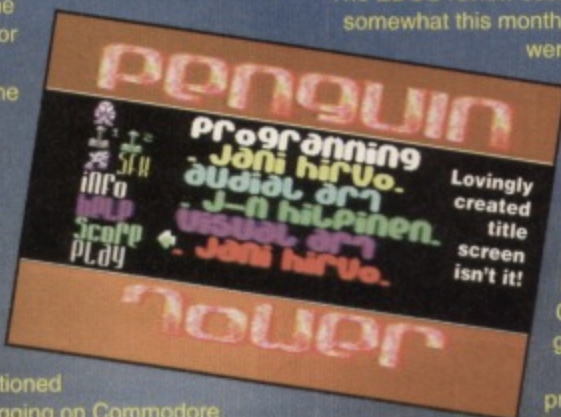 somewhat this month
penguin
programming
- Jani hirvo.
audial art
- J-n hilpinen.
visual art
- Jani hirvo.
SFX
info
help
Score
play
Lovingly
created
title
screen
isn't it!
Tower
tioned
gning on Commodore